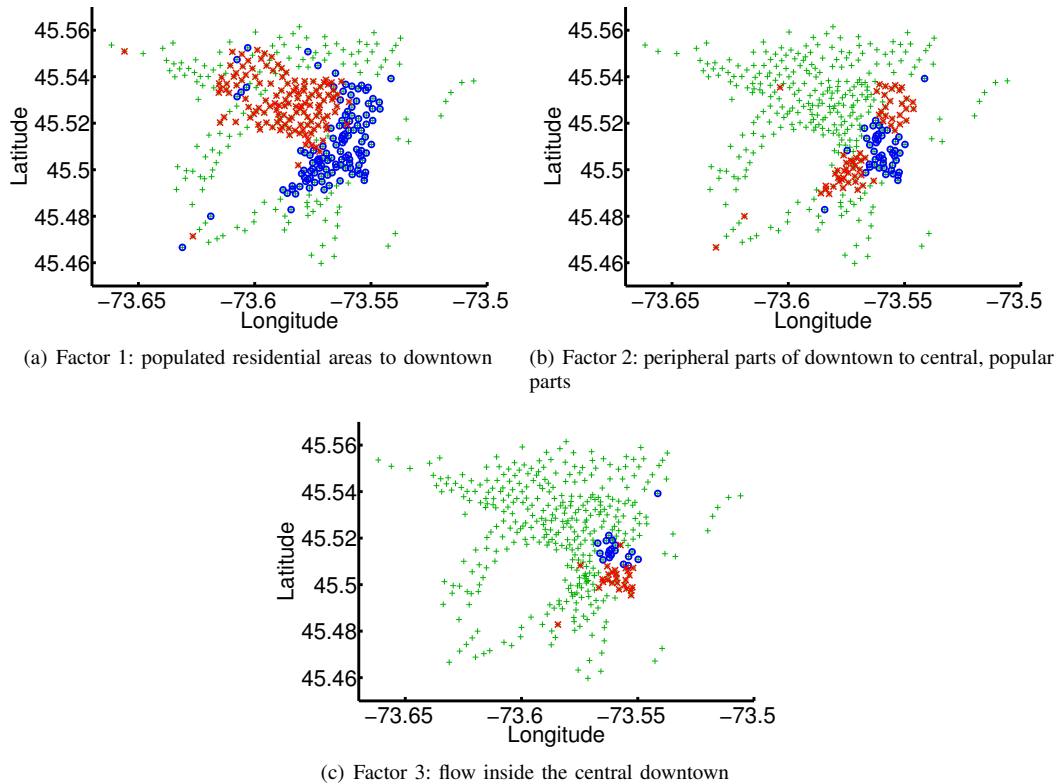 45.56
45.54
45.52
45.5
45.48
45.46
Latitude
−73.65 −73.6 −73.55 −73.5
Longitude
(a) Factor 1: populated residential areas to downtown
45.56
45.54
45.52
45.5
45.48
45.46
Latitude
−73.65 −73.6 −73.55 −73.5
Longitude
(b) Factor 2: peripheral parts of downtown to central, popular
parts
45.56
45.54
45.52
45.5
45.48
45.46
Latitude
−73.65 −73.6 −73.55 −73.5
Longitude
(c) Factor 3: flow inside the central downtown